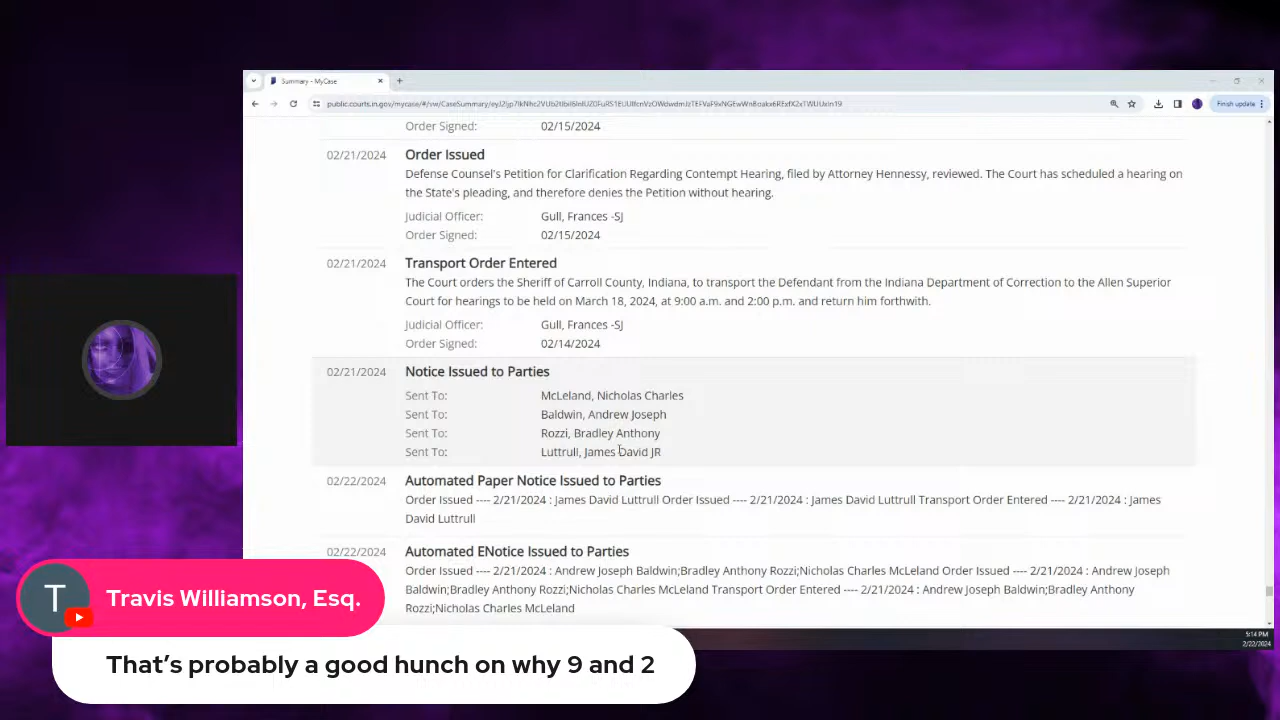 Summary - MyCase
Finish update
Order Signed: 02/15/2024
02/21/2024 Order Issued
Defense Counsel's Petition for Clarification Regarding Contempt Hearing, filed by Attorney Hennessy, reviewed. The Court has scheduled a hearing on
the State's pleading, and therefore denies the Petition without hearing.
Judicial Officer: Gull, Frances -SJ
Order Signed: 02/15/2024
02/21/2024 Transport Order Entered
The Court orders the Sheriff of Carroll County, Indiana, to transport the Defendant from the Indiana Department of Correction to the Allen Superior
Court for hearings to be held on March 18, 2024, at 9:00 a.m. and 2:00 p.m. and return him forthwith.
Judicial Officer: Gull, Frances -SJ
Order Signed: 02/14/2024
02/21/2024 Notice Issued to Parties
Sent To: McLeland, Nicholas Charles
Sent To: Baldwin, Andrew Joseph
Sent To: Rozzi, Bradley Anthony
Sent To: Luttrull, James David JR
02/22/2024 Automated Paper Notice Issued to Parties
Order Issued ---- 2/21/2024 : James David Luttrull Order Issued ---- 2/21/2024 : James David Luttrull Transport Order Entered ---- 2/21/2024 : James
David Luttrull
02/22/2024 Automated ENotice Issued to Parties
Order Issued ---- 2/21/2024 : Andrew Joseph Baldwin;Bradley Anthony Rozzi;Nicholas Charles McLeland Order Issued ---- 2/21/2024 : Andrew Joseph
Baldwin;Bradley Anthony Rozzi;Nicholas Charles McLeland Transport Order Entered ---- 2/21/2024 : Andrew Joseph Baldwin;Bradley Anthony
Rozzi;Nicholas Charles McLeland
5:14 PM
2/22/2024
T
Travis Williamson, Esq.
That's probably a good hunch on why 9 and 2